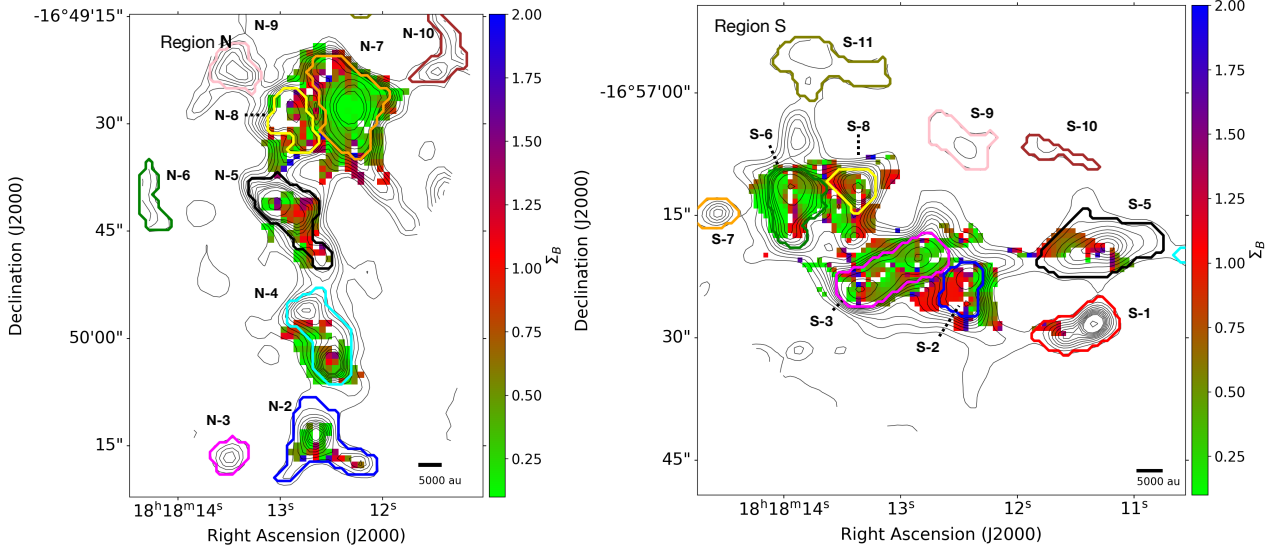 Region N
N-9
N-7
N-10
N-8
N-6
N-5
N-4
N-3
N-2
5000 au
-16°49'15"
30"
45"
50'00"
15"
18ʰ18ᵐ14ˢ
13ˢ
12ˢ
Right Ascension (J2000)
Declination (J2000)
2.00
1.75
1.50
1.25
1.00
0.75
0.50
0.25
Σ_B
Region S
S-11
S-9
S-10
S-6
S-8
S-7
S-5
S-3
S-2
S-1
5000 au
-16°57'00"
15"
30"
45"
18ʰ18ᵐ14ˢ
13ˢ
12ˢ
11ˢ
Right Ascension (J2000)
Declination (J2000)
2.00
1.75
1.50
1.25
1.00
0.75
0.50
0.25
Σ_B